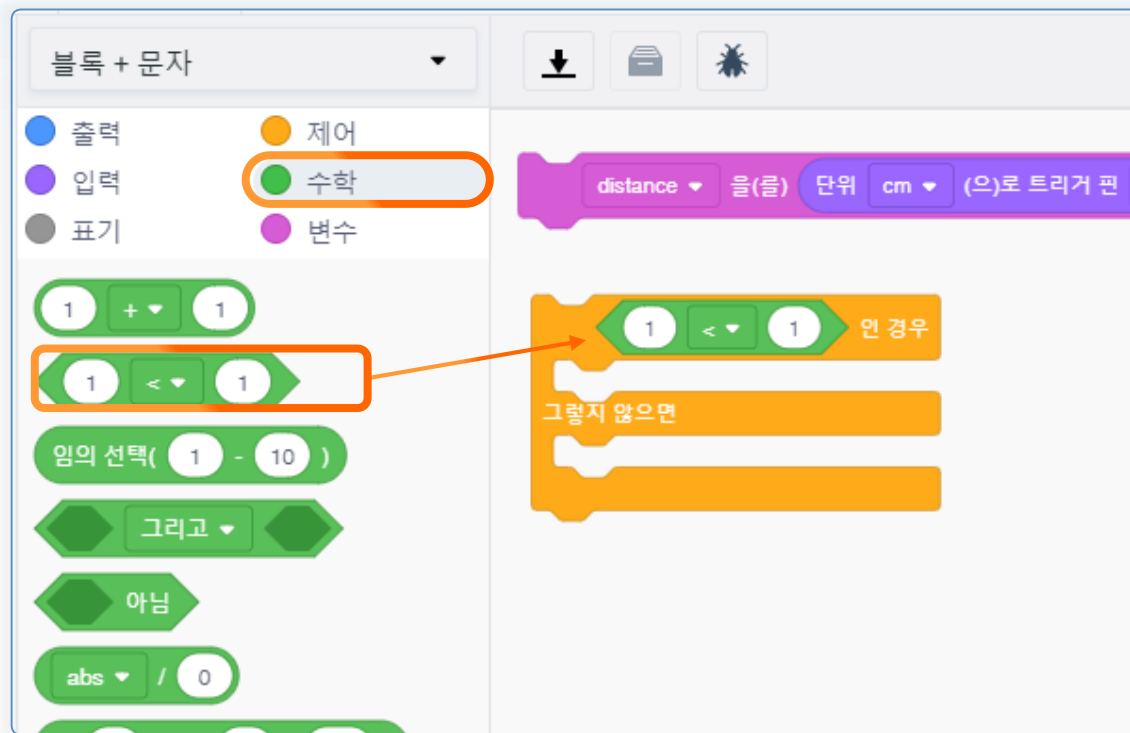 블록 + 문자
출력
제어
입력
수학
표기
변수
1 + 1
1 < 1
임의 선택( 1 - 10 )
그리고
아님
abs / 0
distance 을(를) 단위 cm (으)로 트리거 핀
1 < 1 인 경우
그렇지 않으면